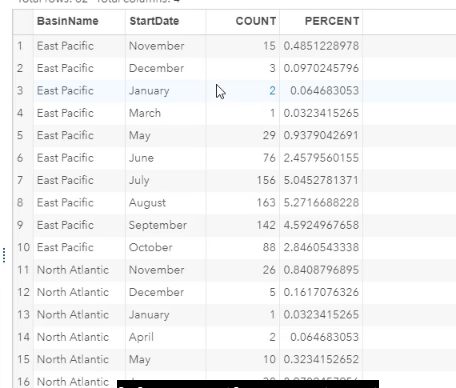 BasinName StartDate COUNT PERCENT
1 East Pacific November 15 0.4851228978
2 East Pacific December 3 0.0970245796
3 East Pacific January 2 0.064683053
4 East Pacific March 1 0.0323415265
5 East Pacific May 29 0.9379042691
6 East Pacific June 76 2.4579560155
7 East Pacific July 156 5.0452781371
8 East Pacific August 163 5.2716688228
9 East Pacific September 142 4.5924967658
10 East Pacific October 88 2.8460543338
11 North Atlantic November 26 0.8408796895
12 North Atlantic December 5 0.1617076326
13 North Atlantic January 1 0.0323415265
14 North Atlantic April 2 0.064683053
15 North Atlantic May 10 0.3234152652
16 North Atlantic